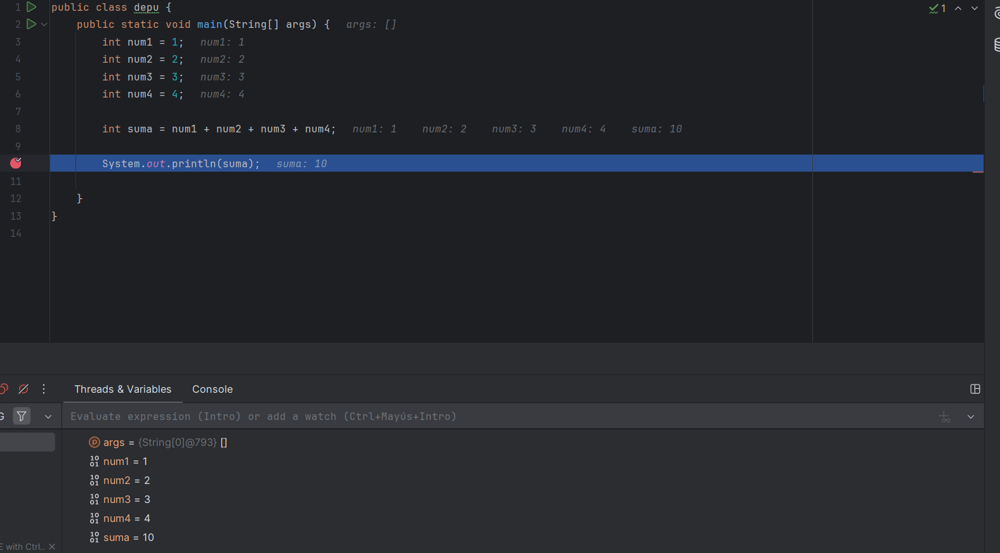 1 public class depu {
2 public static void main(String[] args) { args: []
3 int num1 = 1; num1: 1
4 int num2 = 2; num2: 2
5 int num3 = 3; num3: 3
6 int num4 = 4; num4: 4
7
8 int suma = num1 + num2 + num3 + num4; num1: 1 num2: 2 num3: 3 num4: 4 suma: 10
9
System.out.println(suma); suma: 10
11
12 }
13 }
14
1
Threads & Variables Console
Evaluate expression (Intro) or add a watch (Ctrl+Mayús+Intro)
args = {String[0]@793} []
num1 = 1
num2 = 2
num3 = 3
num4 = 4
suma = 10
E with Ctrl..